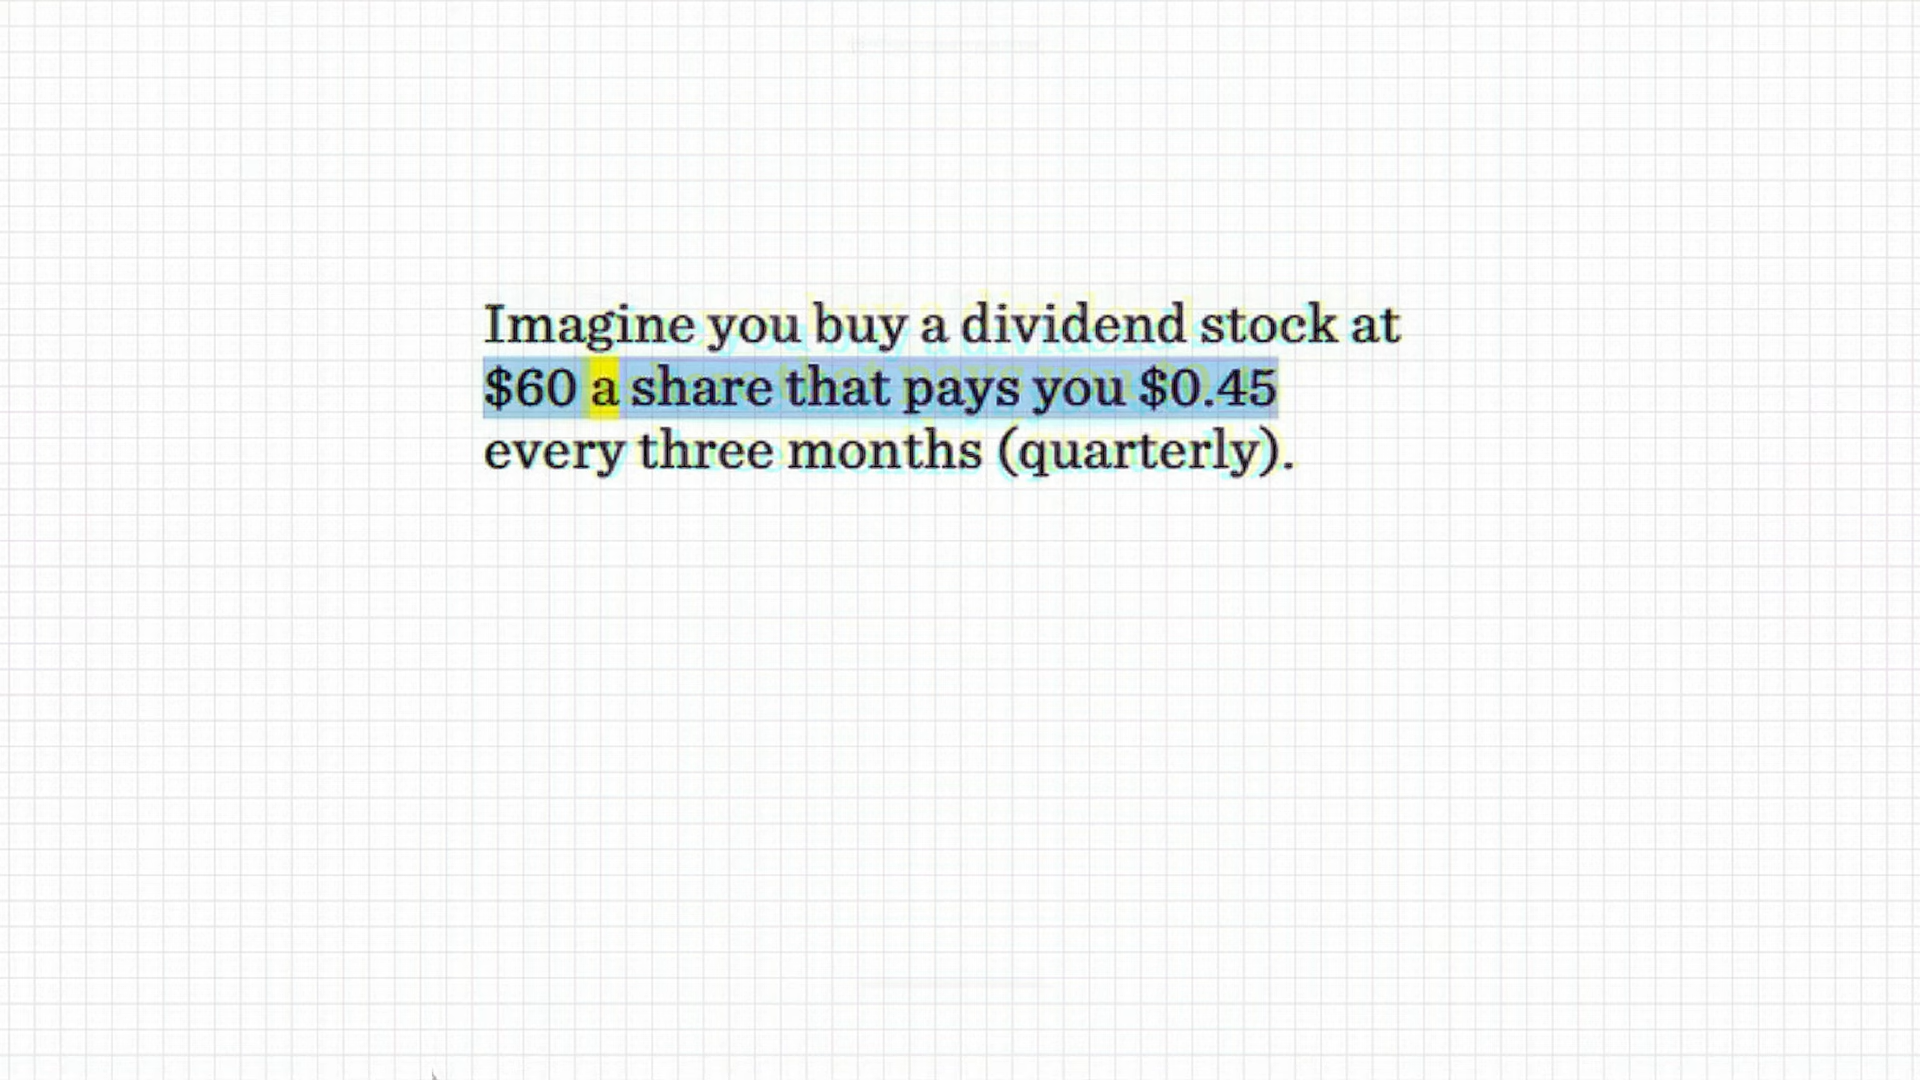 Imagine you buy a dividend stock at
$60 a share that pays you $0.45
every three months (quarterly).